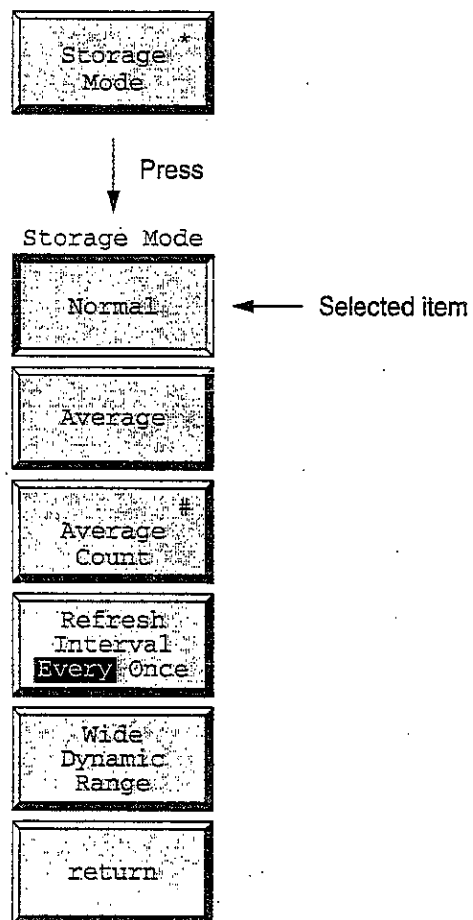 *
Storage
Mode
Press
Storage Mode
Normal
Selected item
Average
#
Average
Count
Refresh
Interval
Every Once
Wide
Dynamic
Range
return